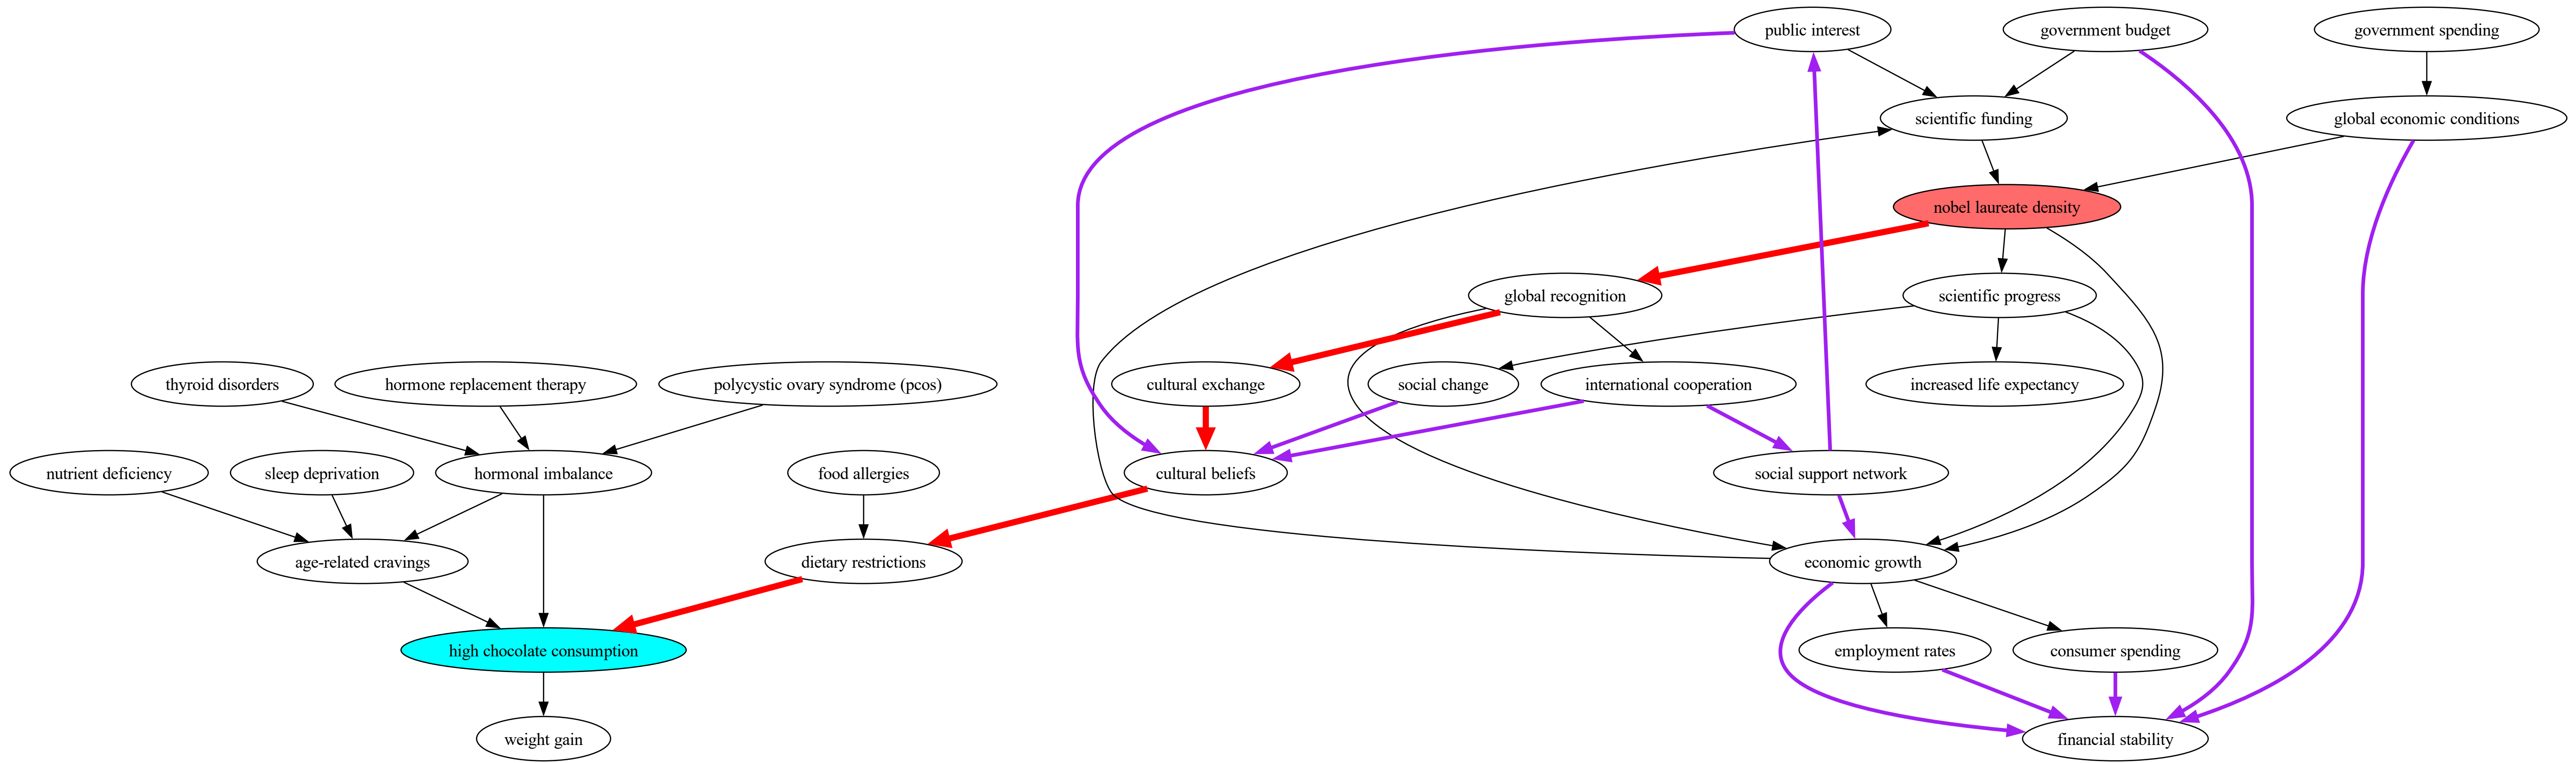 public interest
government budget
government spending
scientific funding
global economic conditions
nobel laureate density
global recognition
scientific progress
thyroid disorders
hormone replacement therapy
polycystic ovary syndrome (pcos)
cultural exchange
social change
international cooperation
increased life expectancy
nutrient deficiency
sleep deprivation
hormonal imbalance
food allergies
cultural beliefs
social support network
age-related cravings
dietary restrictions
economic growth
high chocolate consumption
employment rates
consumer spending
weight gain
financial stability